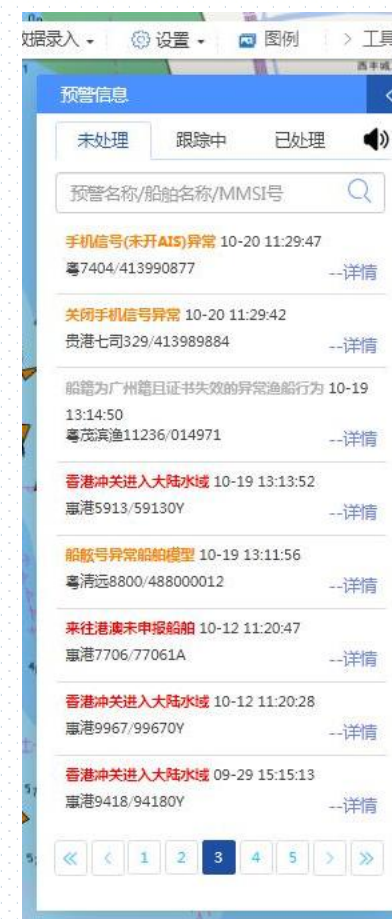 据录入 设置 图例 > 工具
西丰城
预警信息
未处理 跟踪中 已处理
预警名称/船舶名称/MMSI号
手机信号(未开AIS)异常 10-20 11:29:47
粤7404/413990877 --详情
关闭手机信号异常 10-20 11:29:42
贵港七司329/413989884 --详情
船籍为广州籍且证书失效的异常渔船行为 10-19
13:14:50
粤茂滨渔11236/014971 --详情
香港冲关进入大陆水域 10-19 13:13:52
粤港5913/59130Y --详情
船舷号异常船舶模型 10-19 13:11:56
粤清远8800/488000012 --详情
来往港澳未申报船舶 10-12 11:20:47
粤港7706/77061A --详情
香港冲关进入大陆水域 10-12 11:20:28
粤港9967/99670Y --详情
香港冲关进入大陆水域 09-29 15:15:13
粤港9418/94180Y --详情
« < 1 2 3 4 5 > »